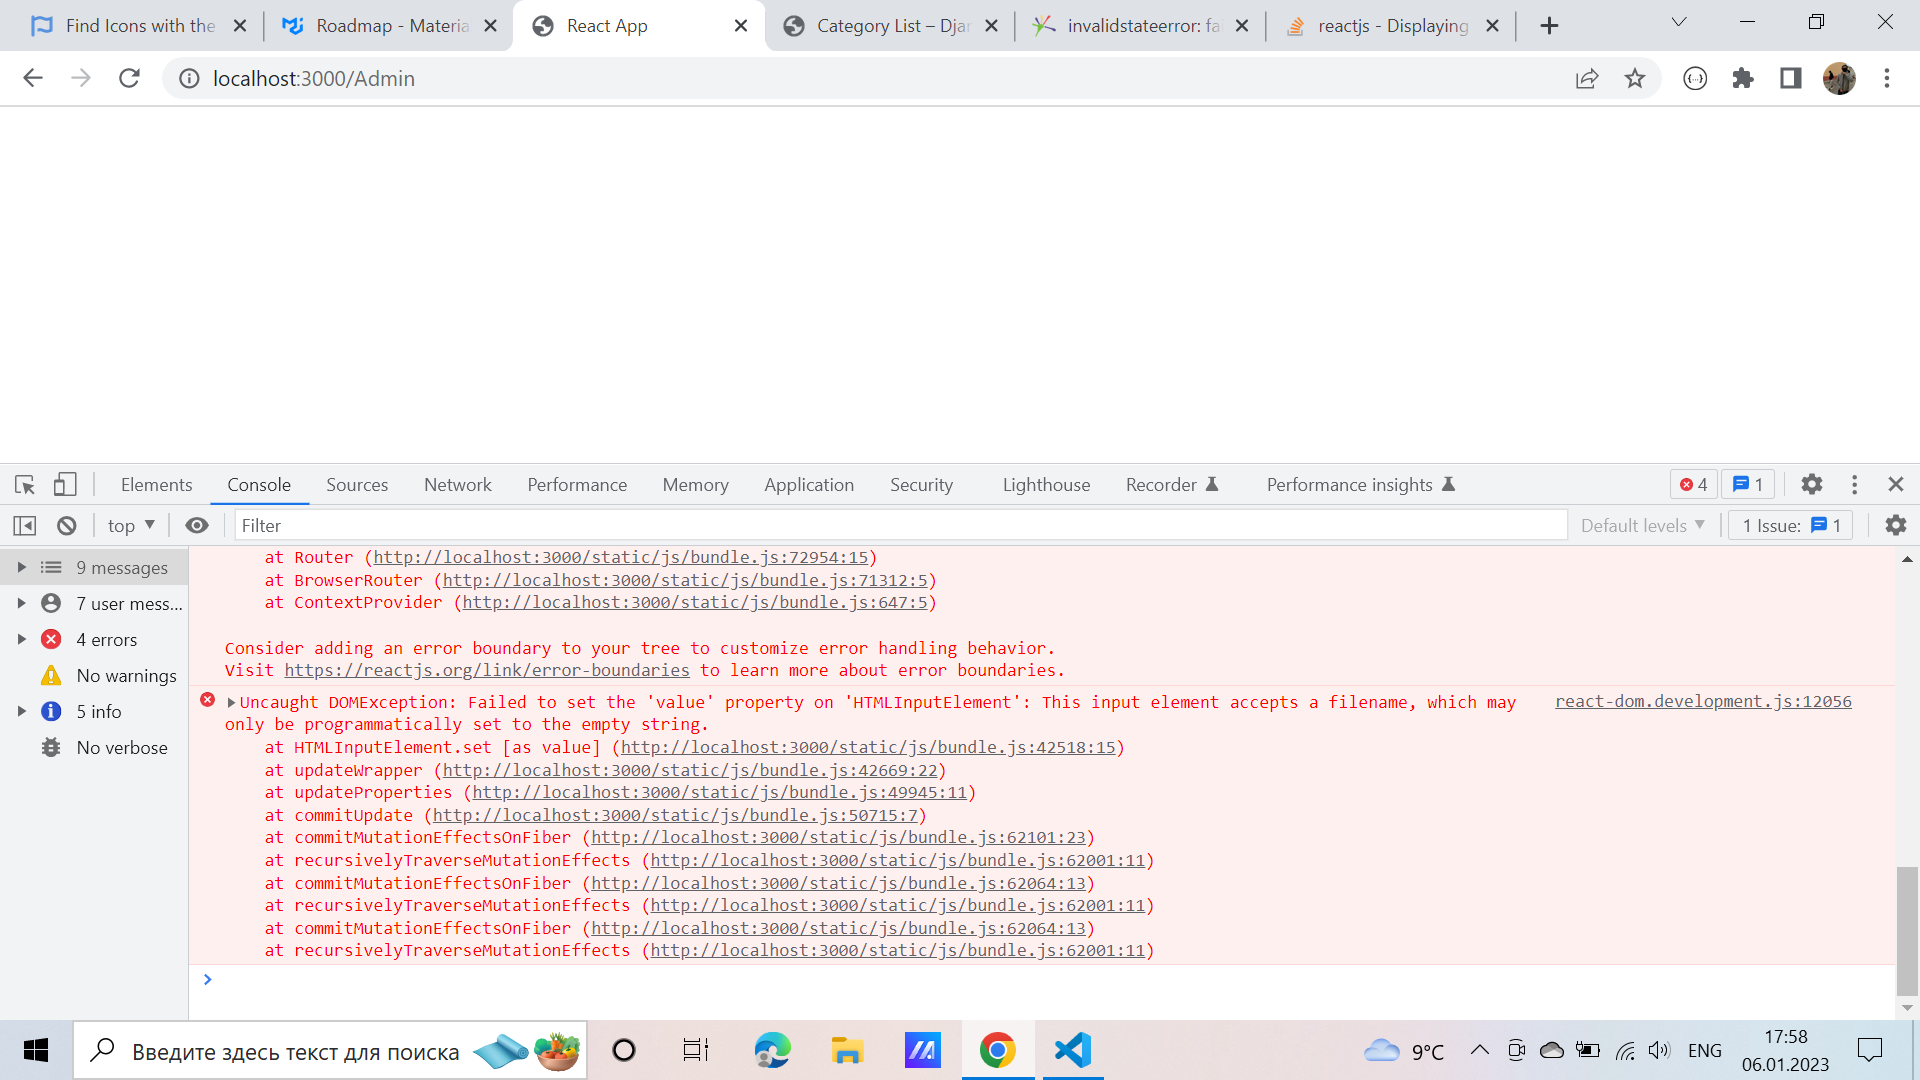 Find Icons with the
Roadmap - Materia
React App
Category List – Djan
invalidstateerror: fai
reactjs - Displaying
localhost:3000/Admin
Elements
Console
Sources
Network
Performance
Memory
Application
Security
Lighthouse
Recorder
Performance insights
4
1
top
Filter
Default levels
1 Issue:
1
9 messages
7 user mess...
4 errors
No warnings
5 info
No verbose
at Router (http://localhost:3000/static/js/bundle.js:72954:15)
at BrowserRouter (http://localhost:3000/static/js/bundle.js:71312:5)
at ContextProvider (http://localhost:3000/static/js/bundle.js:647:5)
Consider adding an error boundary to your tree to customize error handling behavior.
Visit https://reactjs.org/link/error-boundaries to learn more about error boundaries.
Uncaught DOMException: Failed to set the 'value' property on 'HTMLInputElement': This input element accepts a filename, which may
react-dom.development.js:12056
only be programmatically set to the empty string.
at HTMLInputElement.set [as value] (http://localhost:3000/static/js/bundle.js:42518:15)
at updateWrapper (http://localhost:3000/static/js/bundle.js:42669:22)
at updateProperties (http://localhost:3000/static/js/bundle.js:49945:11)
at commitUpdate (http://localhost:3000/static/js/bundle.js:50715:7)
at commitMutationEffectsOnFiber (http://localhost:3000/static/js/bundle.js:62101:23)
at recursivelyTraverseMutationEffects (http://localhost:3000/static/js/bundle.js:62001:11)
at commitMutationEffectsOnFiber (http://localhost:3000/static/js/bundle.js:62064:13)
at recursivelyTraverseMutationEffects (http://localhost:3000/static/js/bundle.js:62001:11)
at commitMutationEffectsOnFiber (http://localhost:3000/static/js/bundle.js:62064:13)
at recursivelyTraverseMutationEffects (http://localhost:3000/static/js/bundle.js:62001:11)
Введите здесь текст для поиска
9°C
ENG
17:58
06.01.2023